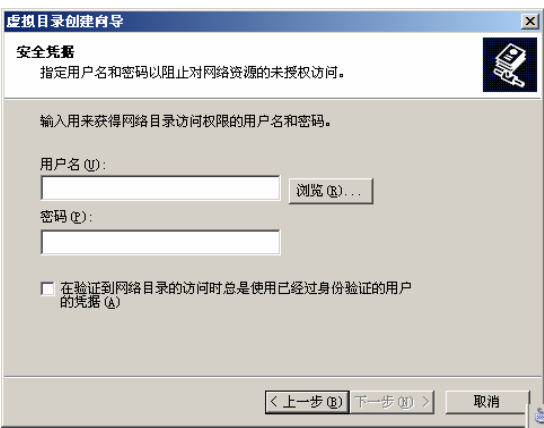 虚拟目录创建向导
安全凭据
指定用户名和密码以阻止对网络资源的未授权访问。
输入用来获得网络目录访问权限的用户名和密码。
用户名(U):
浏览(R)...
密码(P):
在验证到网络目录的访问时总是使用已经过身份验证的用户
的凭据(A)
< 上一步(B) 下一步(N) > 取消